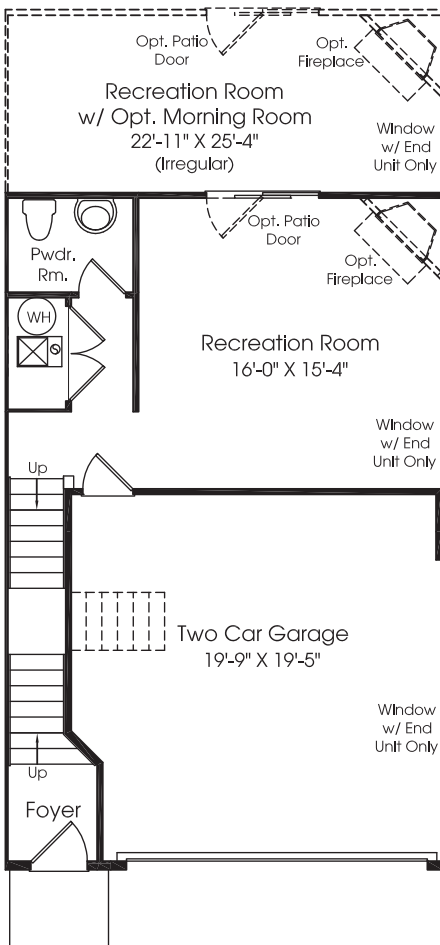 Opt. Patio
Door
Opt.
Fireplace
Recreation Room
w/ Opt. Morning Room
22'-11" X 25'-4"
(Irregular)
Window
w/ End
Unit Only
Opt. Patio
Door
Opt.
Fireplace
Pwdr.
Rm.
WH
Recreation Room
16'-0" X 15'-4"
Window
w/ End
Unit Only
Up
Two Car Garage
19'-9" X 19'-5"
Window
w/ End
Unit Only
Up
Foyer